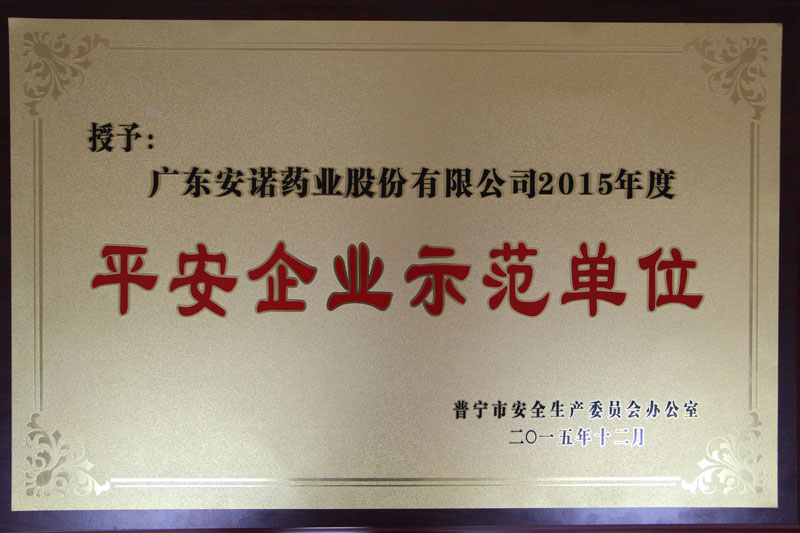 授予：
广东安诺药业股份有限公司2015年度
平安企业示范单位
普宁市安全生产委员会办公室
二〇一五年十二月